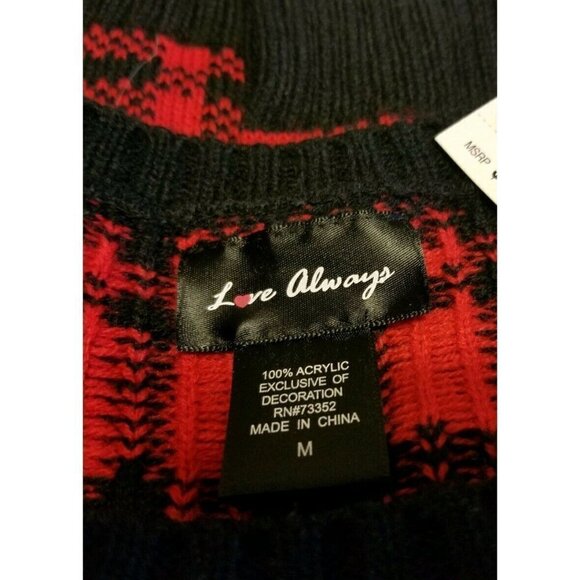 MSRP
Love Always
100% ACRYLIC
EXCLUSIVE OF
DECORATION
RN#73352
MADE IN CHINA
M